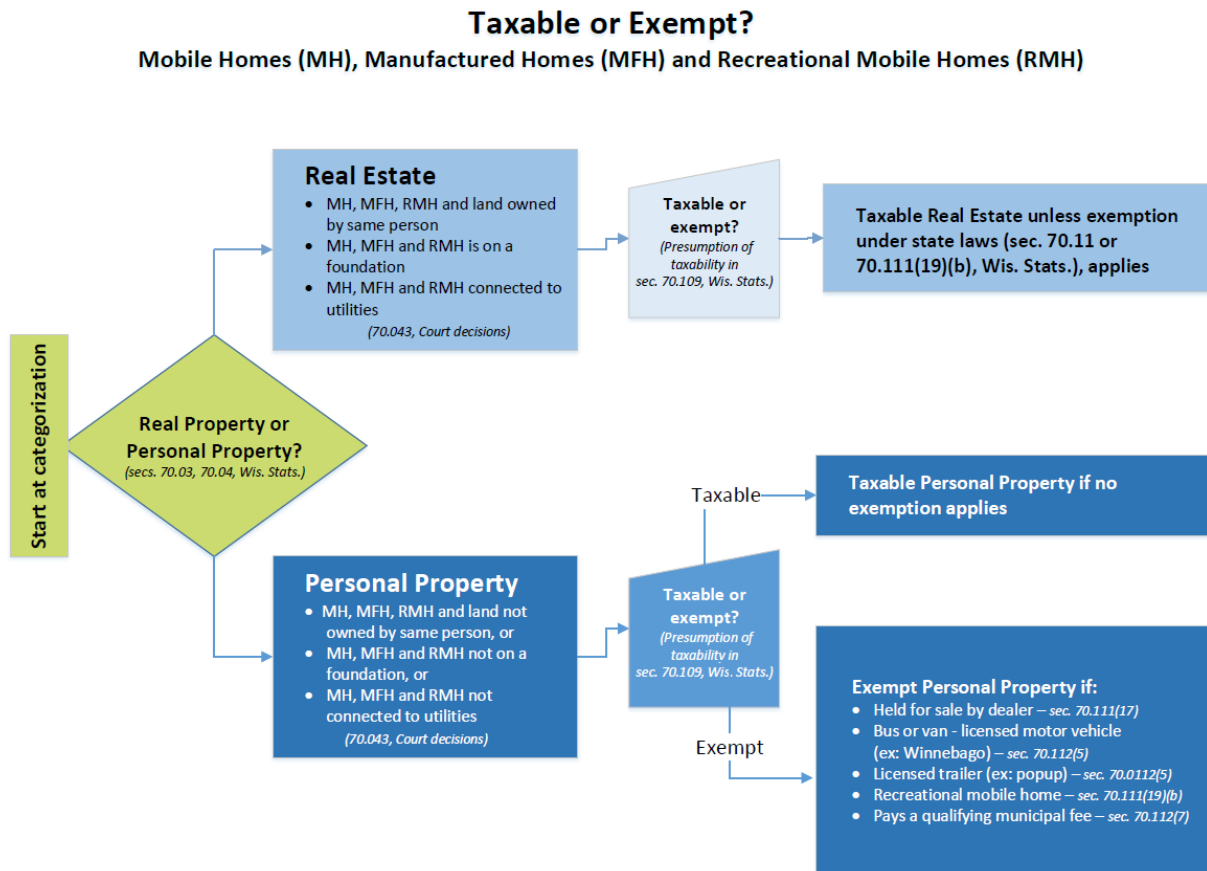 Taxable or Exempt?
Mobile Homes (MH), Manufactured Homes (MFH) and Recreational Mobile Homes (RMH)
Start at categorization
Real Property or
Personal Property?
(secs. 70.03, 70.04, Wis. Stats.)
Real Estate
• MH, MFH, RMH and land owned
by same person
• MH, MFH and RMH is on a
foundation
• MH, MFH and RMH connected to
utilities
(70.043, Court decisions)
Taxable or
exempt?
(Presumption of
taxability in
sec. 70.109, Wis. Stats.)
Taxable Real Estate unless exemption
under state laws (sec. 70.11 or
70.111(19)(b), Wis. Stats.), applies
Personal Property
• MH, MFH, RMH and land not
owned by same person, or
• MH, MFH and RMH not on a
foundation, or
• MH, MFH and RMH not
connected to utilities
(70.043, Court decisions)
Taxable or
exempt?
(Presumption of
taxability in
sec. 70.109, Wis. Stats.)
Taxable
Taxable Personal Property if no
exemption applies
Exempt
Exempt Personal Property if:
• Held for sale by dealer – sec. 70.111(17)
• Bus or van - licensed motor vehicle
(ex: Winnebago) – sec. 70.112(5)
• Licensed trailer (ex: popup) – sec. 70.0112(5)
• Recreational mobile home – sec. 70.111(19)(b)
• Pays a qualifying municipal fee – sec. 70.112(7)